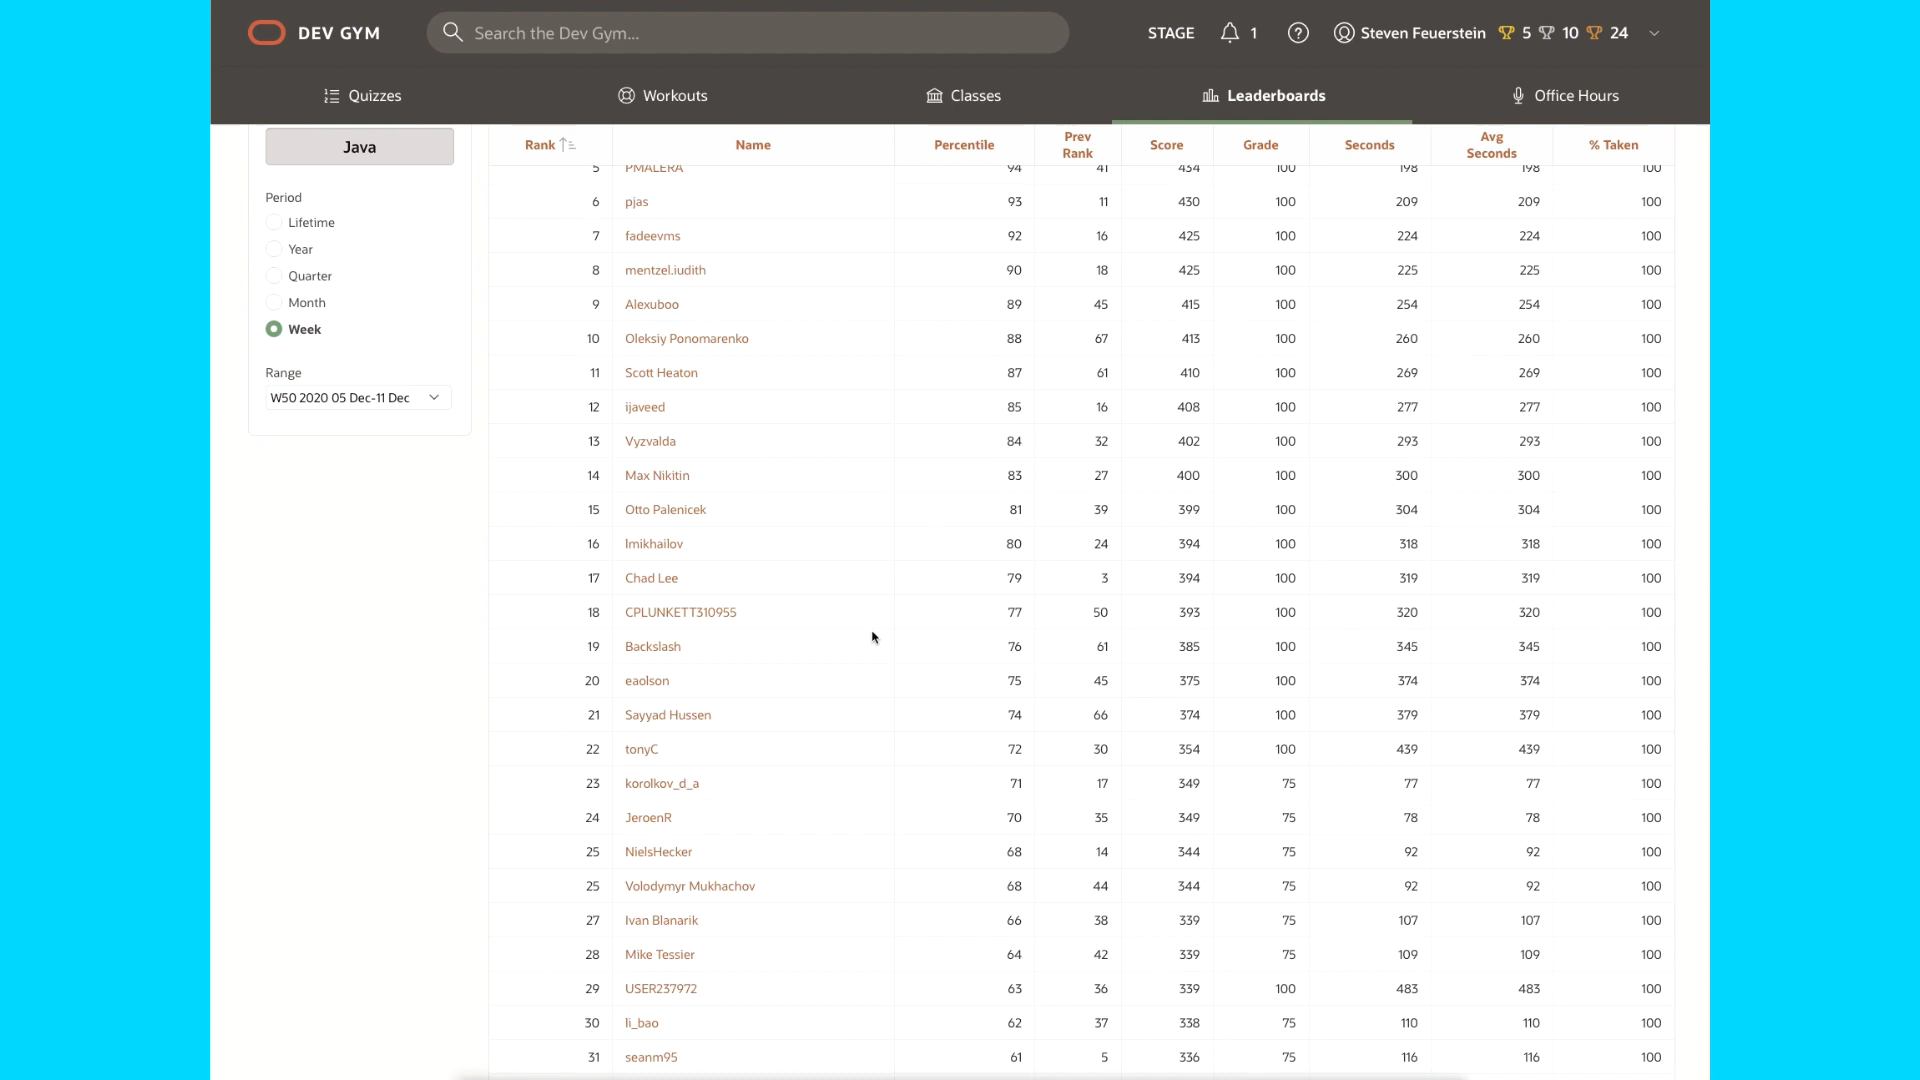 DEV GYM
Search the Dev Gym...
STAGE 1 Steven Feuerstein 5 10 24
Quizzes Workouts Classes Leaderboards Office Hours
Java
Period
Lifetime
Year
Quarter
Month
Week
Range
W50 2020 05 Dec-11 Dec
Rank Name Percentile Prev Rank Score Grade Seconds Avg Seconds % Taken
5 PMALERA 94 41 434 100 198 198 100
6 pjas 93 11 430 100 209 209 100
7 fadeevms 92 16 425 100 224 224 100
8 mentzel.iudith 90 18 425 100 225 225 100
9 Alexuboo 89 45 415 100 254 254 100
10 Oleksiy Ponomarenko 88 67 413 100 260 260 100
11 Scott Heaton 87 61 410 100 269 269 100
12 ijaveed 85 16 408 100 277 277 100
13 Vyzvalda 84 32 402 100 293 293 100
14 Max Nikitin 83 27 400 100 300 300 100
15 Otto Palenicek 81 39 399 100 304 304 100
16 lmikhailov 80 24 394 100 318 318 100
17 Chad Lee 79 3 394 100 319 319 100
18 CPLUNKETT310955 77 50 393 100 320 320 100
19 Backslash 76 61 385 100 345 345 100
20 eaolson 75 45 375 100 374 374 100
21 Sayyad Hussen 74 66 374 100 379 379 100
22 tonyC 72 30 354 100 439 439 100
23 korolkov_d_a 71 17 349 75 77 77 100
24 JeroenR 70 35 349 75 78 78 100
25 NielsHecker 68 14 344 75 92 92 100
25 Volodymyr Mukhachov 68 44 344 75 92 92 100
27 Ivan Blanarik 66 38 339 75 107 107 100
28 Mike Tessier 64 42 339 75 109 109 100
29 USER237972 63 36 339 100 483 483 100
30 li_bao 62 37 338 75 110 110 100
31 seanm95 61 5 336 75 116 116 100